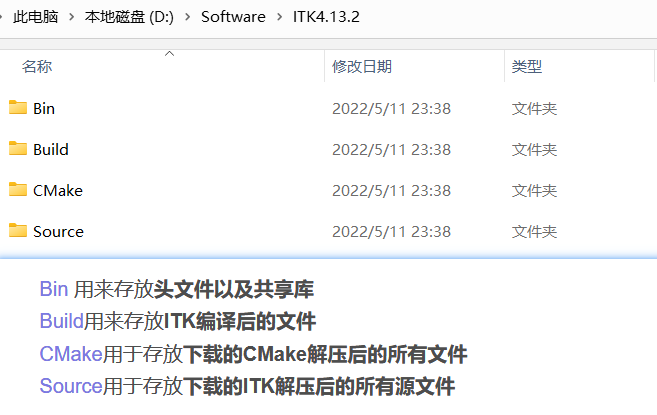 此电脑 > 本地磁盘 (D:) > Software > ITK4.13.2
名称 修改日期 类型
Bin 2022/5/11 23:38 文件夹
Build 2022/5/11 23:38 文件夹
CMake 2022/5/11 23:38 文件夹
Source 2022/5/11 23:38 文件夹
Bin 用来存放头文件以及共享库
Build用来存放ITK编译后的文件
CMake用于存放下载的CMake解压后的所有文件
Source用于存放下载的ITK解压后的所有源文件